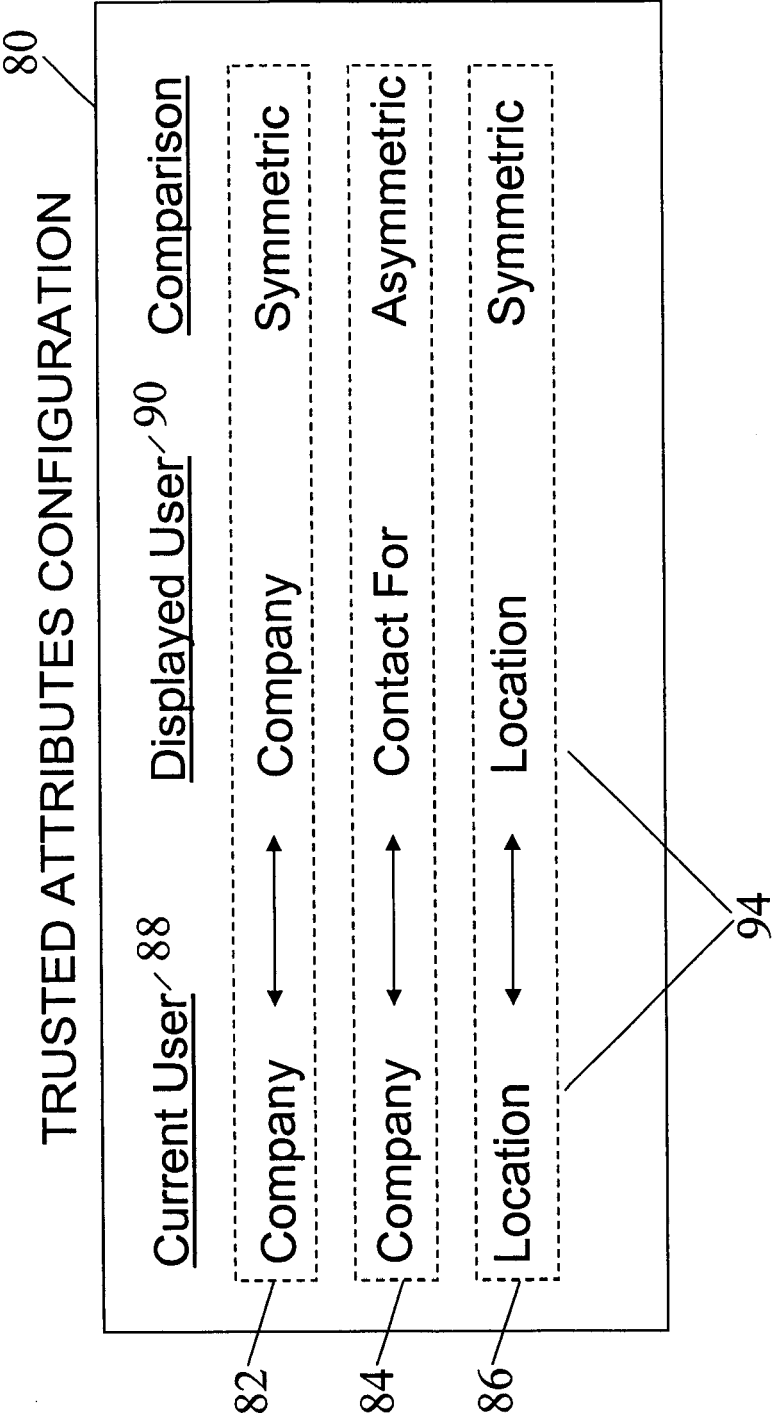 TRUSTED ATTRIBUTES CONFIGURATION
80
Current User 88 Displayed User 90 Comparison
82 Company Company Symmetric
84 Company Contact For Asymmetric
86 Location Location Symmetric
94